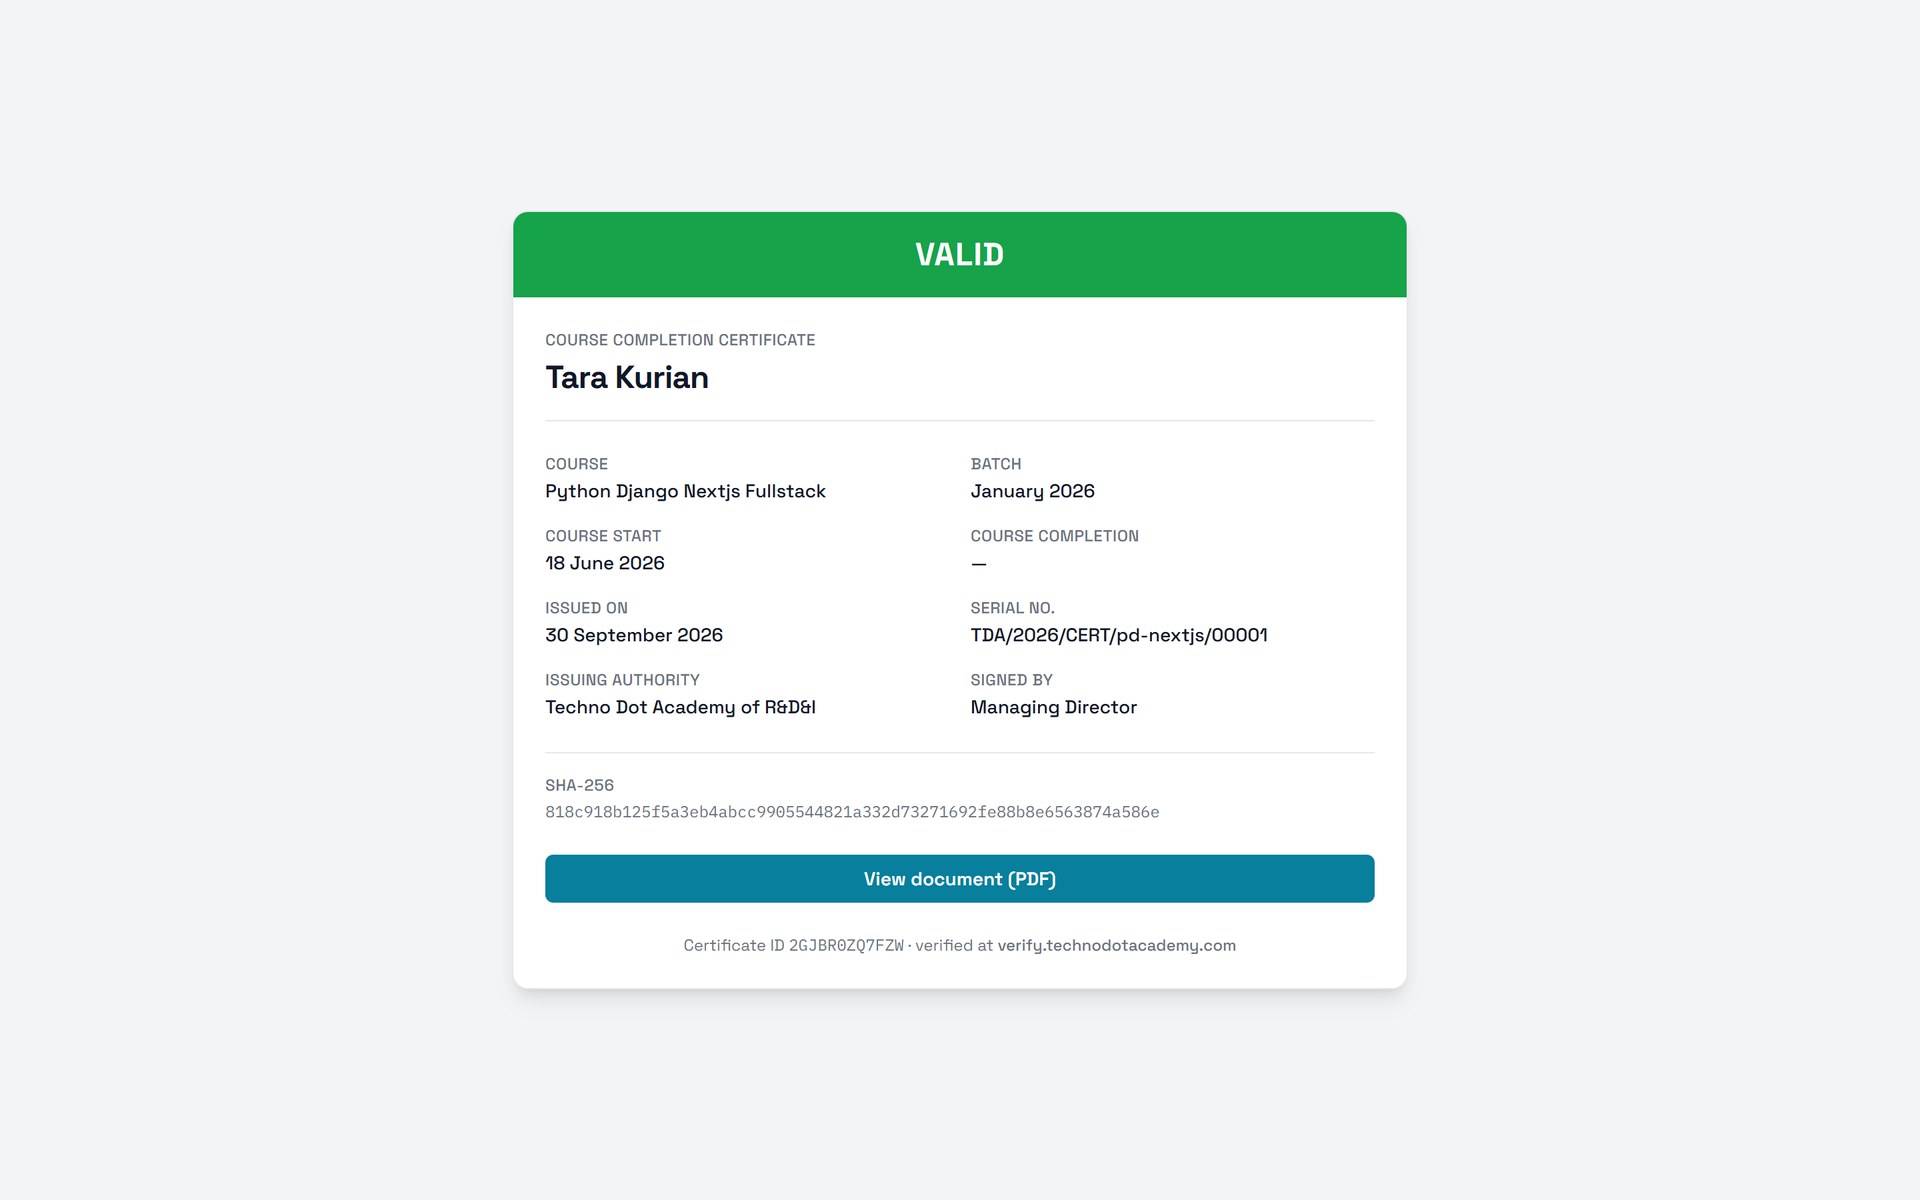 VALID
COURSE COMPLETION CERTIFICATE
Tara Kurian
COURSE
Python Django Nextjs Fullstack
BATCH
January 2026
COURSE START
18 June 2026
COURSE COMPLETION
—
ISSUED ON
30 September 2026
SERIAL NO.
TDA/2026/CERT/pd-nextjs/00001
ISSUING AUTHORITY
Techno Dot Academy of R&D&I
SIGNED BY
Managing Director
SHA-256
818c918b125f5a3eb4abcc9905544821a332d73271692fe88b8e6563874a586e
View document (PDF)
Certificate ID 2GJBR0ZQ7FZW · verified at verify.technodotacademy.com